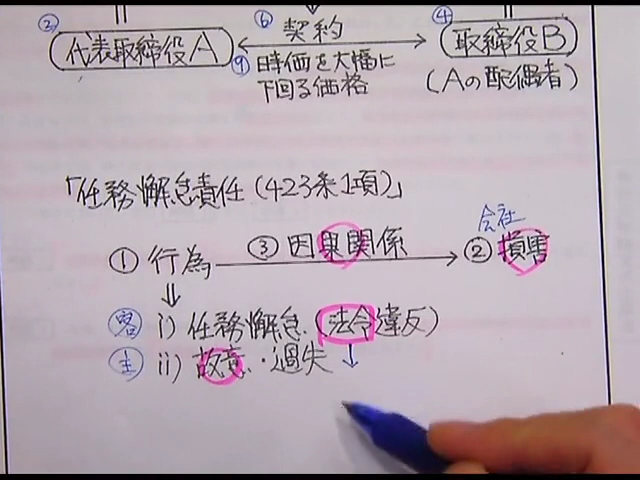 ② ⑥ 契約 ④
代表取締役A 取締役B
⑨ 時価を大幅に
下回る価格
(Aの配偶者)
「任務懈怠責任(423条1項)」
会社
① 行為 ③ 因果関係 ② 損害
客 i) 任務懈怠(法令違反)
主 ii) 故意・過失